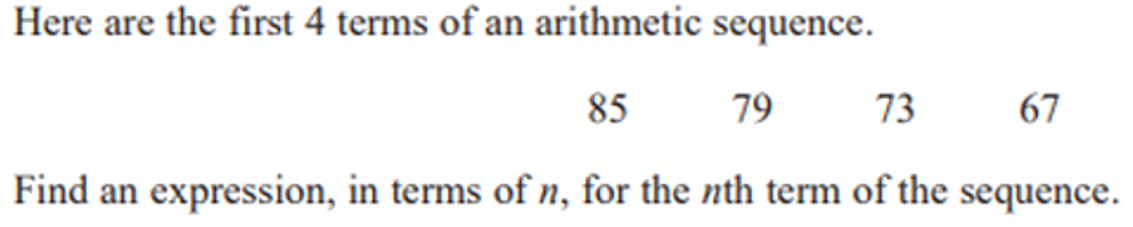 Here are the first 4 terms of an arithmetic sequence.
85 79 73 67
Find an expression, in terms of n, for the nth term of the sequence.